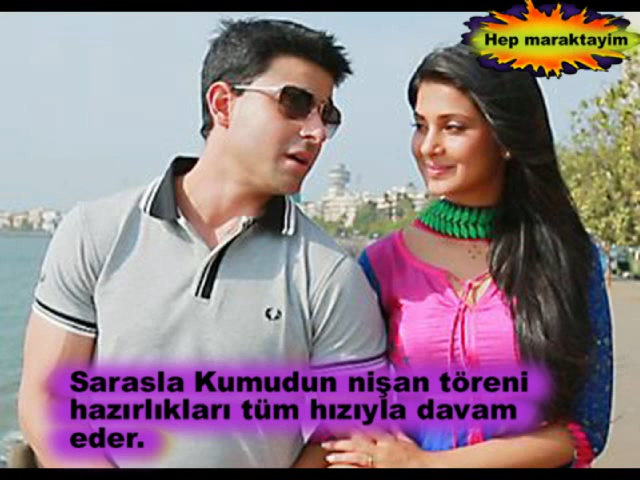 Hep maraktayim
Sarasla Kumudun nişan töreni
hazırlıkları tüm hızıyla davam
eder.